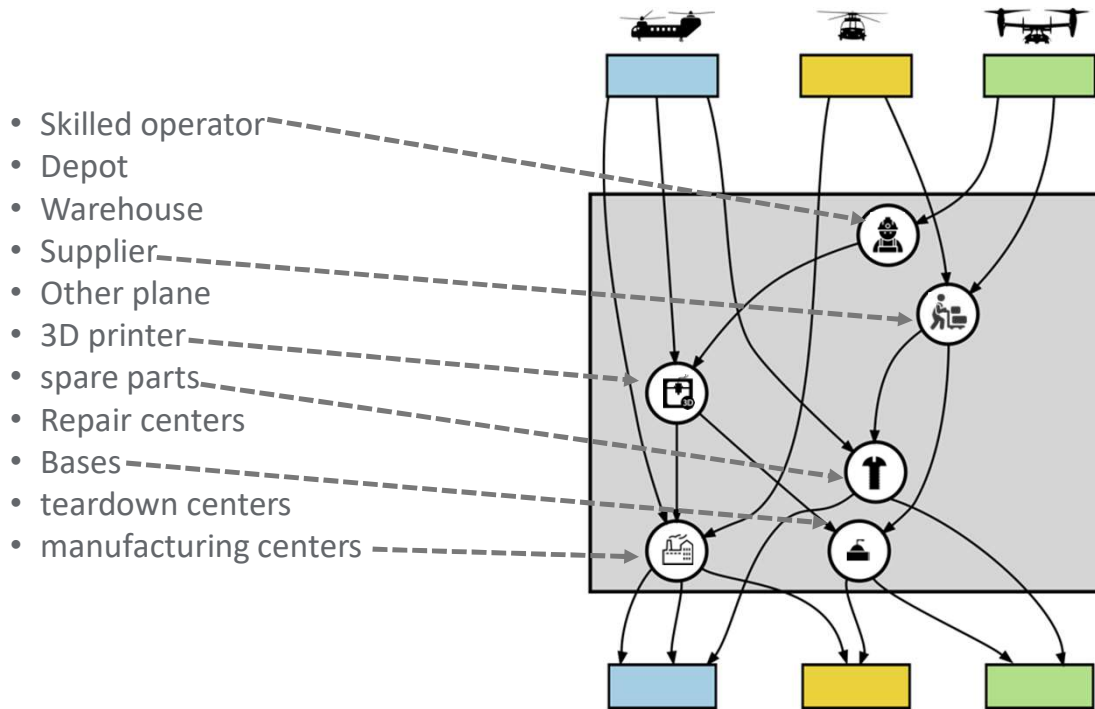 • Skilled operator
• Depot
• Warehouse
• Supplier
• Other plane
• 3D printer
• spare parts
• Repair centers
• Bases
• teardown centers
• manufacturing centers
3D